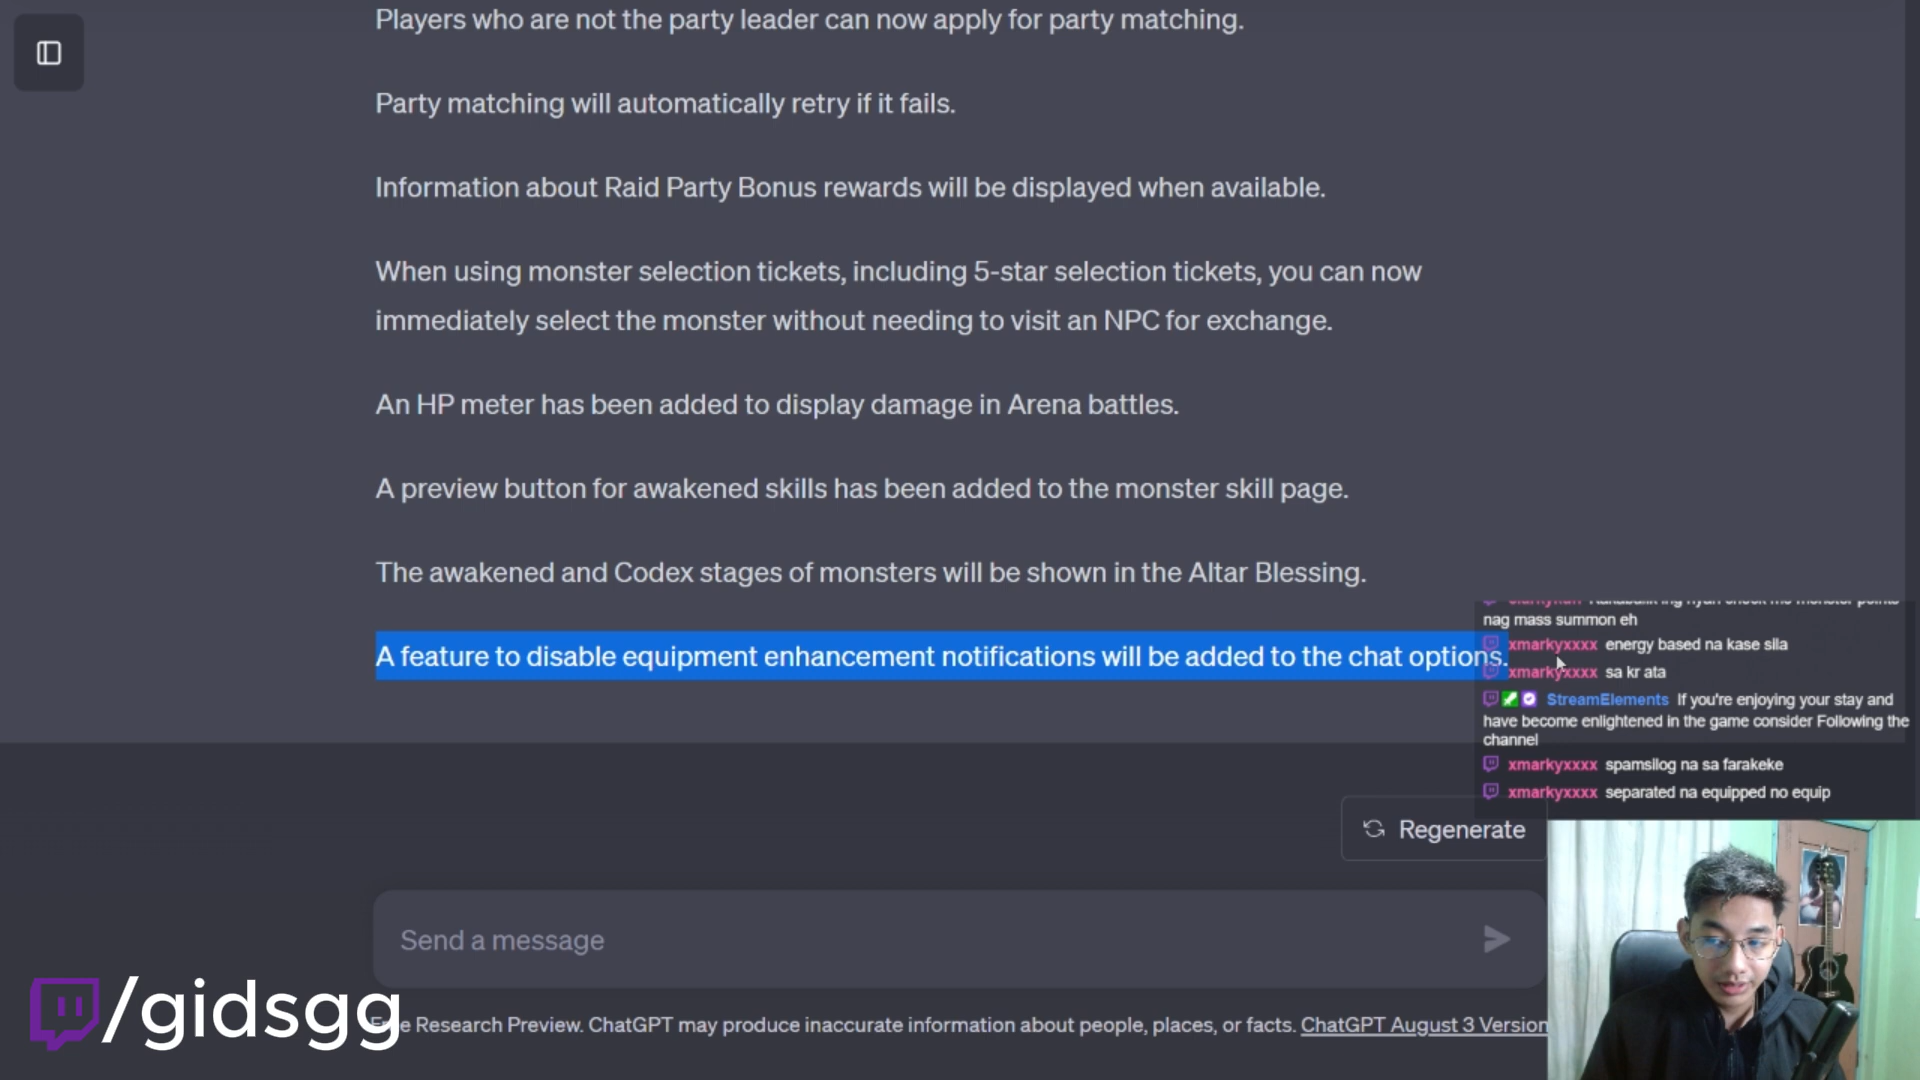 Players who are not the party leader can now apply for party matching.
Party matching will automatically retry if it fails.
Information about Raid Party Bonus rewards will be displayed when available.
When using monster selection tickets, including 5-star selection tickets, you can now
immediately select the monster without needing to visit an NPC for exchange.
An HP meter has been added to display damage in Arena battles.
A preview button for awakened skills has been added to the monster skill page.
The awakened and Codex stages of monsters will be shown in the Altar Blessing.
A feature to disable equipment enhancement notifications will be added to the chat options.
nag mass summon eh
xmarkyxxxx energy based na kase sila
xmarkyxxxx sa kr ata
StreamElements If you're enjoying your stay and
have become enlightened in the game consider Following the
channel
xmarkyxxxx spamsilog na sa farakeke
xmarkyxxxx separated na equipped no equip
Regenerate
Send a message
/gidsgg
Research Preview. ChatGPT may produce inaccurate information about people, places, or facts. ChatGPT August 3 Version